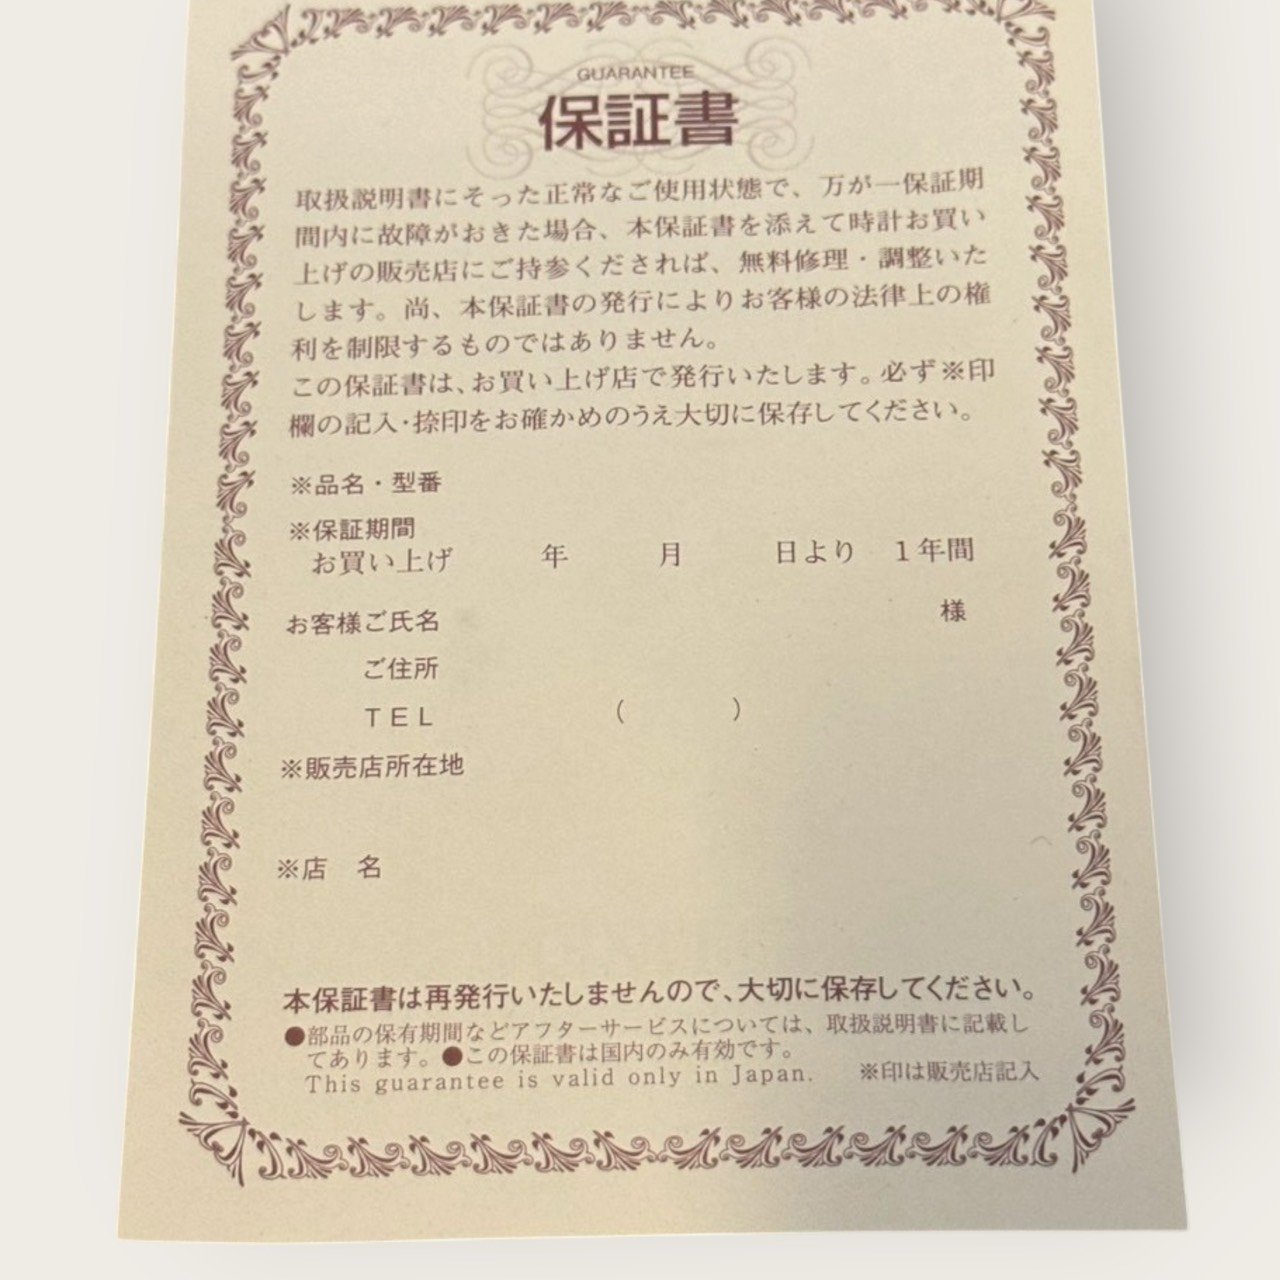 GUARANTEE
保証書
取扱説明書にそった正常なご使用状態で、万が一保証期
間内に故障がおきた場合、本保証書を添えて時計お買い
上げの販売店にご持参くだされば、無料修理・調整いた
します。尚、本保証書の発行によりお客様の法律上の権
利を制限するものではありません。
この保証書は、お買い上げ店で発行いたします。必ず※印
欄の記入・捺印をお確かめのうえ大切に保存してください。
※品名・型番
※保証期間
お買い上げ 年 月 日より 1年間
お客様ご氏名 様
ご住所
TEL ( )
※販売店所在地
※店 名
本保証書は再発行いたしませんので、大切に保存してください。
●部品の保有期間などアフターサービスについては、取扱説明書に記載し
てあります。●この保証書は国内のみ有効です。
This guarantee is valid only in Japan. ※印は販売店記入